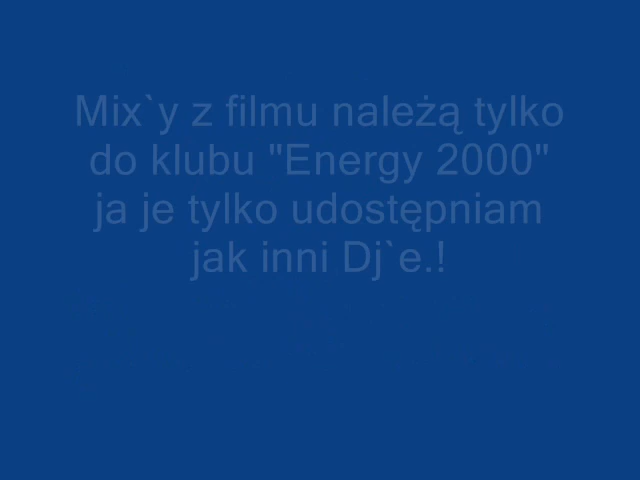 Mix`y z filmu należą tylko
do klubu "Energy 2000"
ja je tylko udostępniam
jak inni Dj`e.!